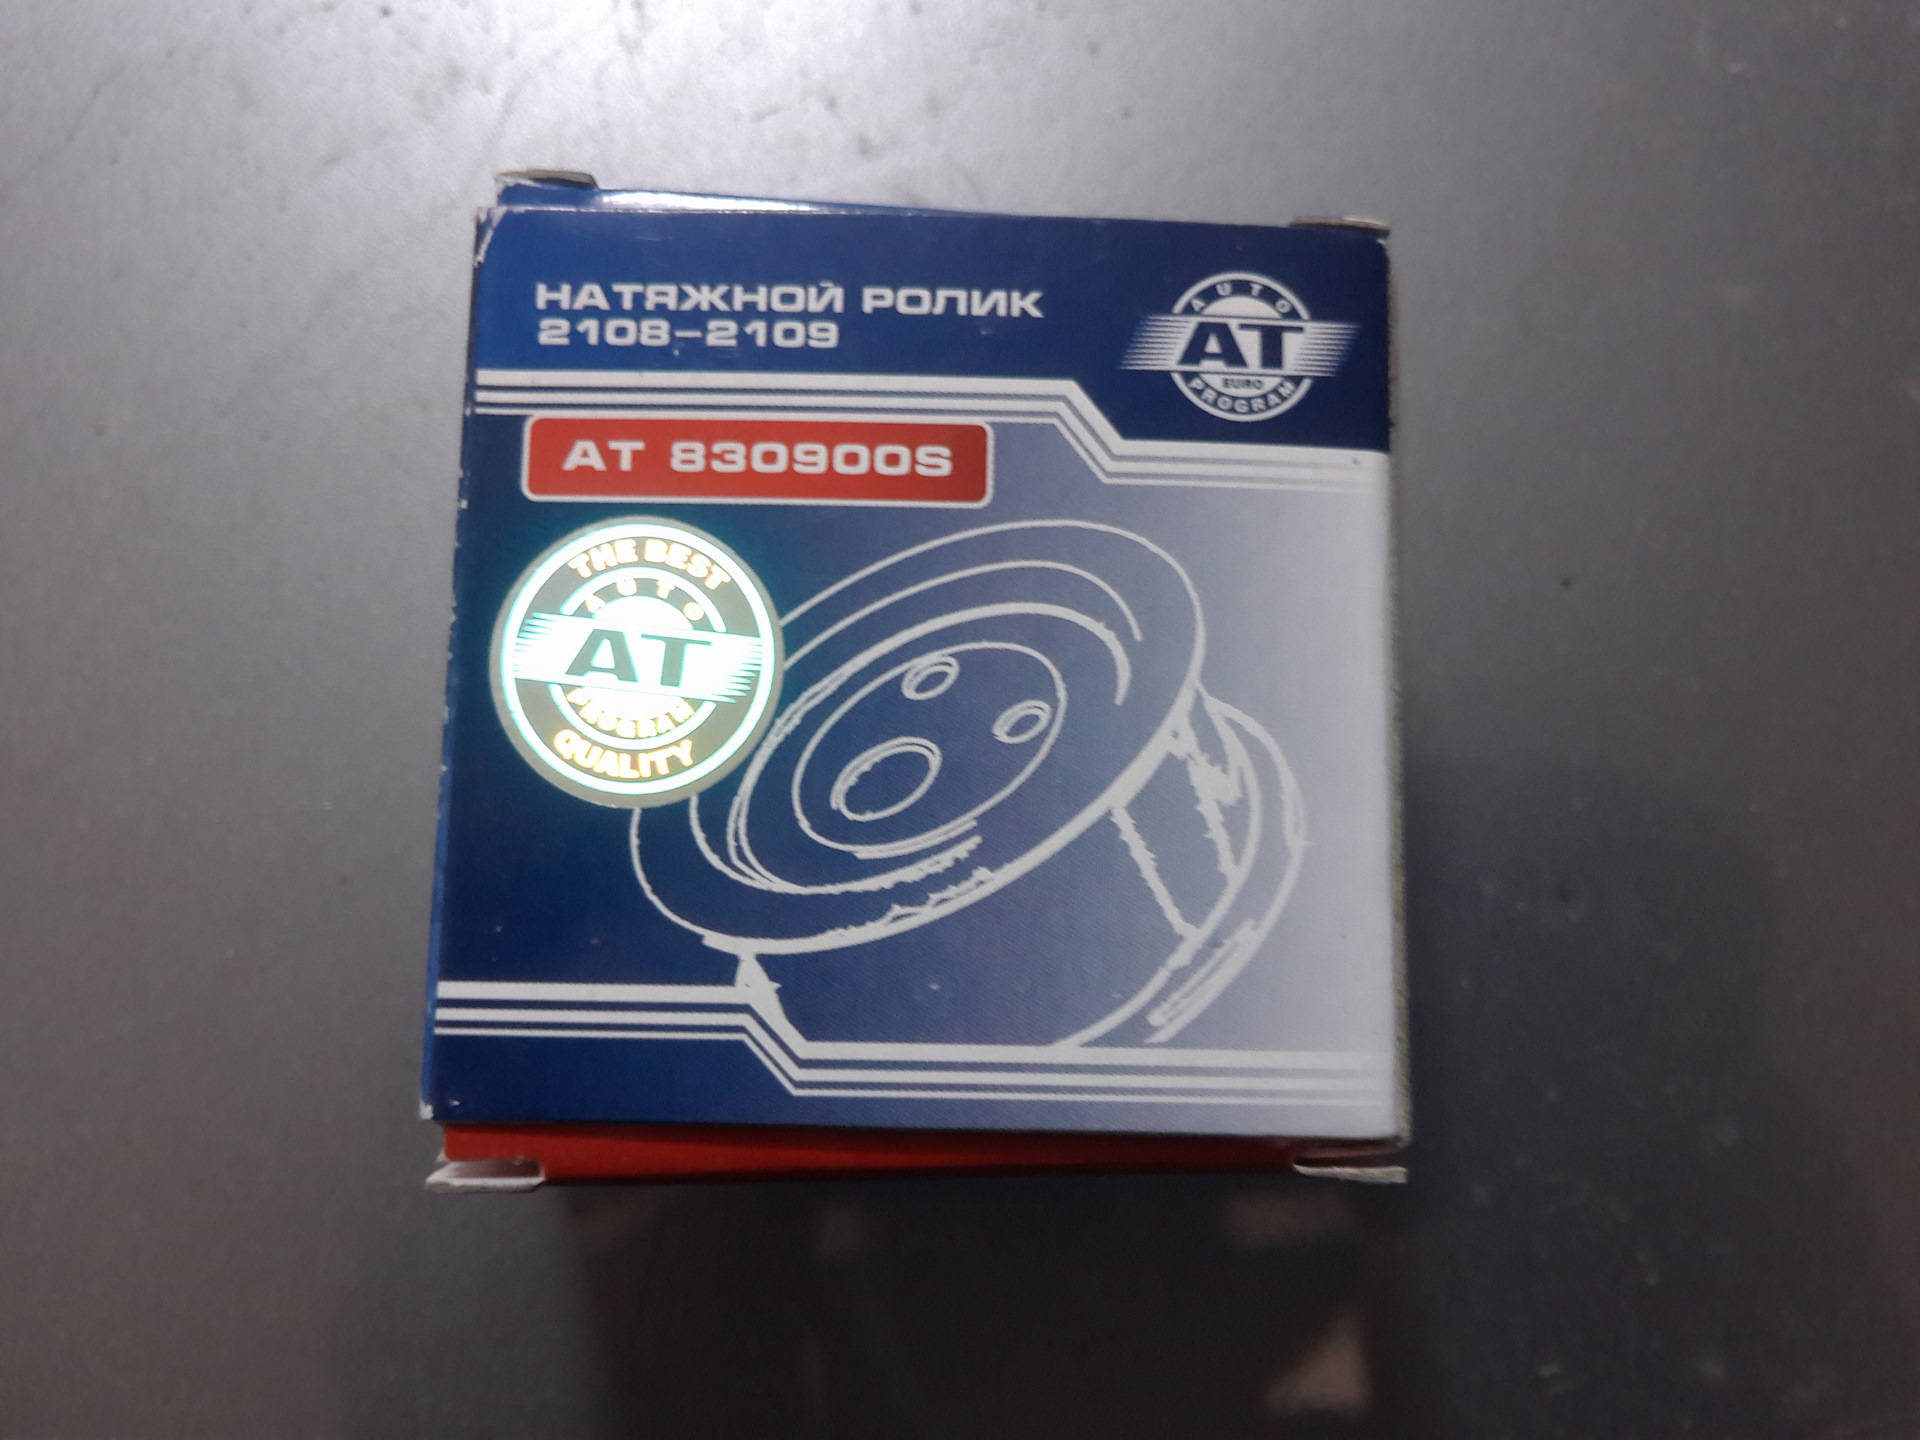 НАТЯЖНОЙ РОЛИК
2108-2109
AUTO
AT
EURO
PROGRAM
AT 830900S
THE BEST
AUTO
AT
PROGRAM
QUALITY